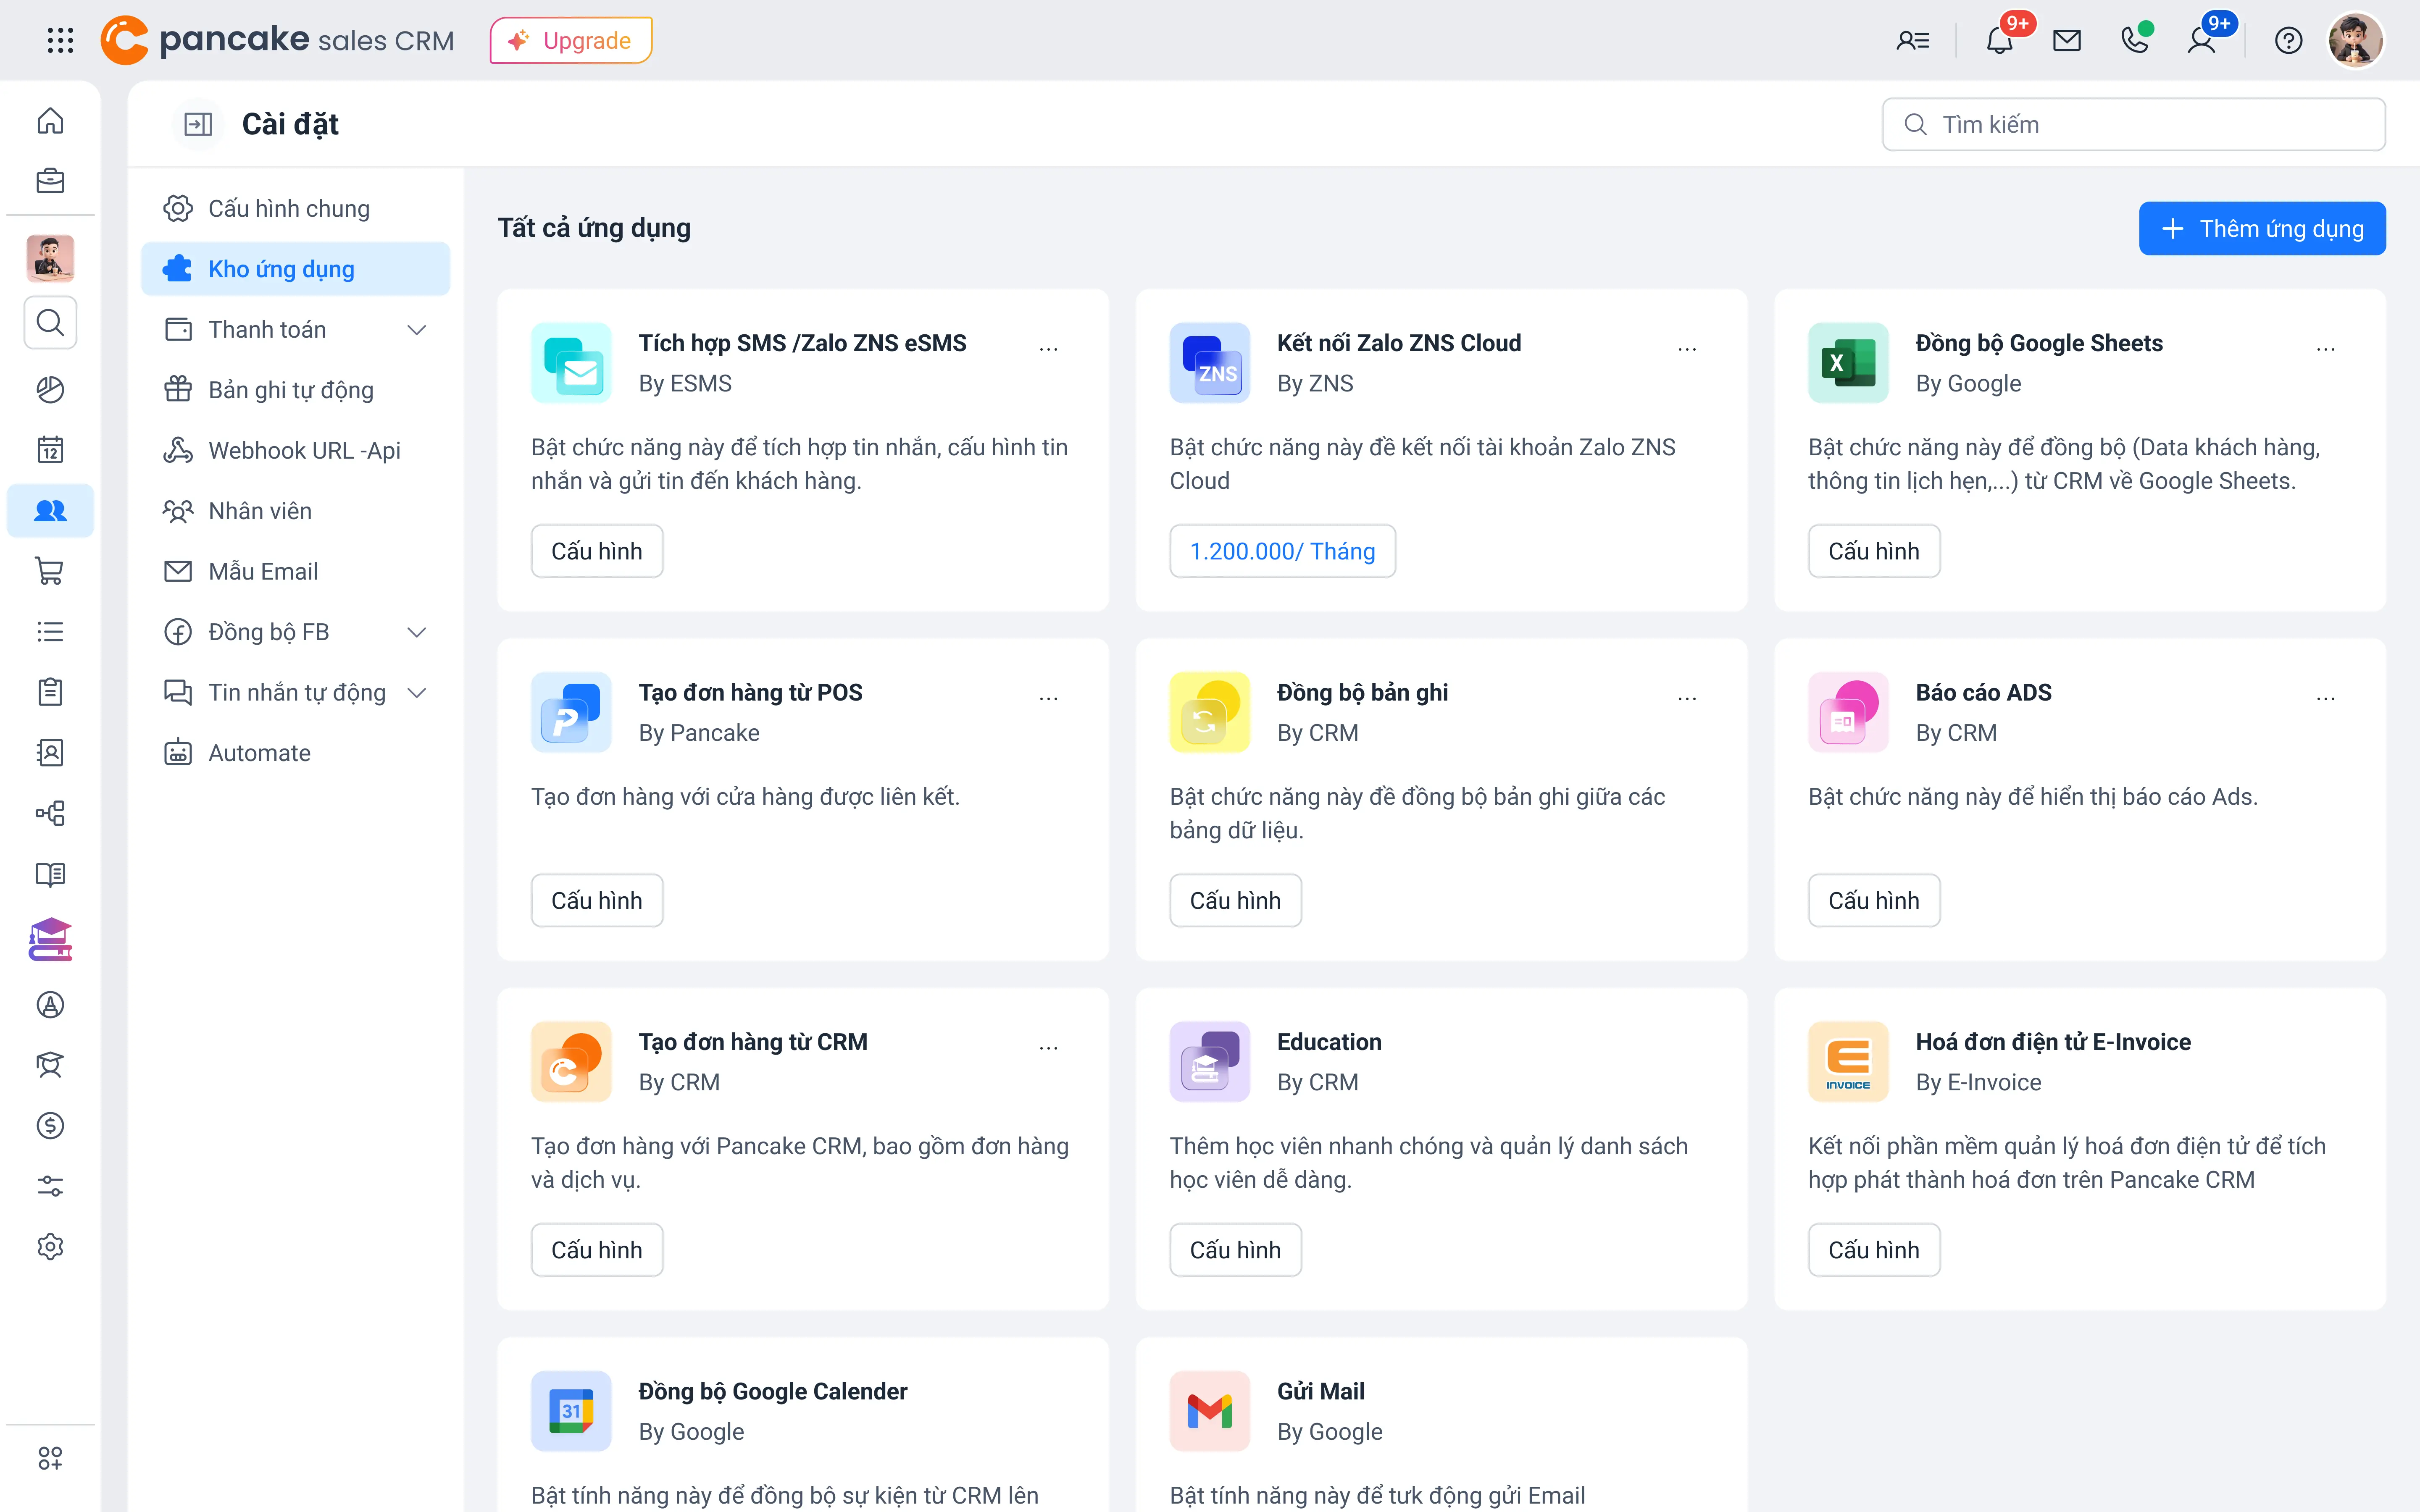 pancake sales CRM
Upgrade
9+
9+
Cài đặt
Tìm kiếm
12
Cấu hình chung
Kho ứng dụng
Thanh toán
Bản ghi tự động
Webhook URL -Api
Nhân viên
Mẫu Email
Đồng bộ FB
Tin nhắn tự động
Automate
Tất cả ứng dụng
Thêm ứng dụng
Tích hợp SMS /Zalo ZNS eSMS
...
By ESMS
Bật chức năng này để tích hợp tin nhắn, cấu hình tin
nhắn và gửi tin đến khách hàng.
Cấu hình
ZNS
Kết nối Zalo ZNS Cloud
...
By ZNS
Bật chức năng này đề kết nối tài khoản Zalo ZNS
Cloud
1.200.000/ Tháng
X
Đồng bộ Google Sheets
...
By Google
Bật chức năng này để đồng bộ (Data khách hàng,
thông tin lịch hẹn,...) từ CRM về Google Sheets.
Cấu hình
Tạo đơn hàng từ POS
...
By Pancake
Tạo đơn hàng với cửa hàng được liên kết.
Cấu hình
Đồng bộ bản ghi
...
By CRM
Bật chức năng này đề đồng bộ bản ghi giữa các
bảng dữ liệu.
Cấu hình
Báo cáo ADS
...
By CRM
Bật chức năng này để hiển thị báo cáo Ads.
Cấu hình
Tạo đơn hàng từ CRM
...
By CRM
Tạo đơn hàng với Pancake CRM, bao gồm đơn hàng
và dịch vụ.
Cấu hình
Education
By CRM
Thêm học viên nhanh chóng và quản lý danh sách
học viên dễ dàng.
Cấu hình
INVOICE
Hoá đơn điện tử E-Invoice
By E-Invoice
Kết nối phần mềm quản lý hoá đơn điện tử để tích
hợp phát thành hoá đơn trên Pancake CRM
Cấu hình
31
Đồng bộ Google Calender
By Google
Bật tính năng này để đồng bộ sự kiện từ CRM lên
Gửi Mail
By Google
Bật tính năng này để tưk động gửi Email